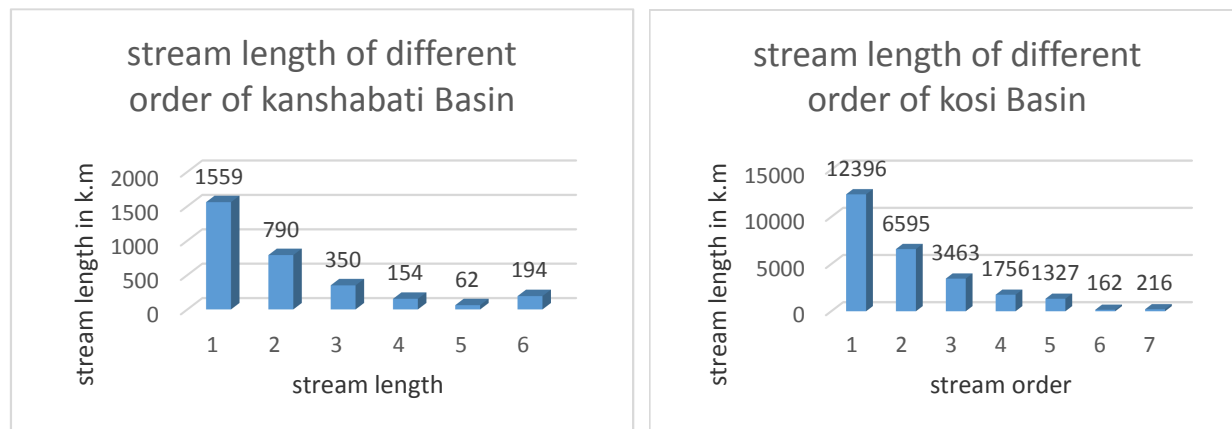 stream length of different
order of kanshabati Basin
stream length in k.m
2000
1500
1000
500
0
1559
790
350
154
62
194
1 2 3 4 5 6
stream length
stream length of different
order of kosi Basin
stream length in k.m
15000
10000
5000
0
12396
6595
3463
1756
1327
162
216
1 2 3 4 5 6 7
stream order